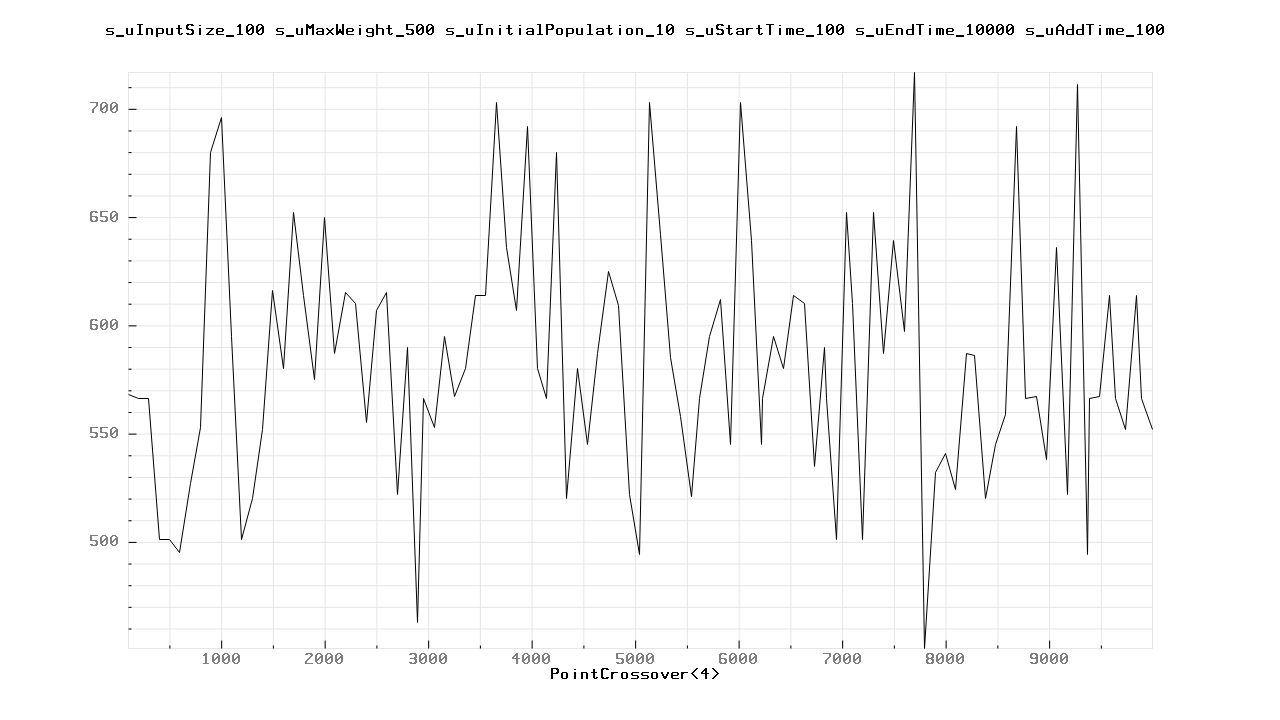 s_uInputSize_100 s_uMaxWeight_500 s_uInitialPopulation_10 s_uStartTime_100 s_uEndTime_10000 s_uAddTime_100
700
650
600
550
500
1000 2000 3000 4000 5000 6000 7000 8000 9000
PointCrossover<4>